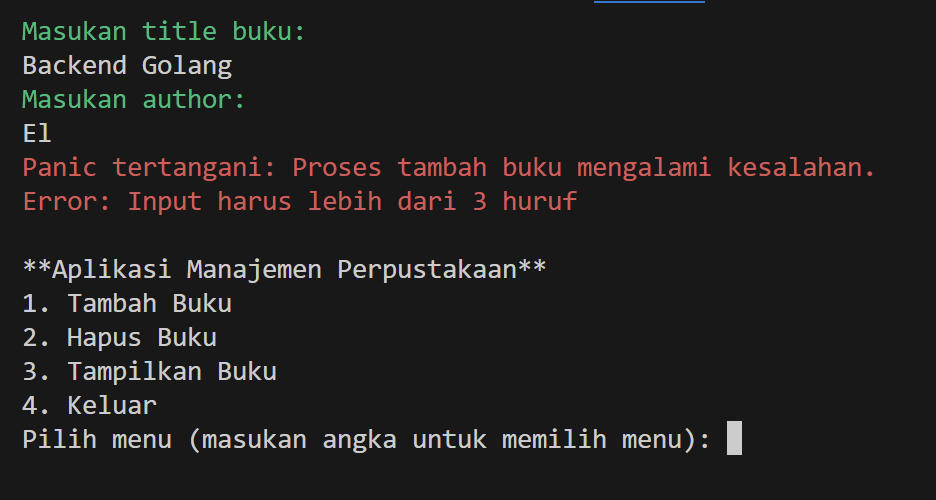 Masukan title buku:
Backend Golang
Masukan author:
El
Panic tertangani: Proses tambah buku mengalami kesalahan.
Error: Input harus lebih dari 3 huruf
**Aplikasi Manajemen Perpustakaan**
1. Tambah Buku
2. Hapus Buku
3. Tampilkan Buku
4. Keluar
Pilih menu (masukan angka untuk memilih menu):